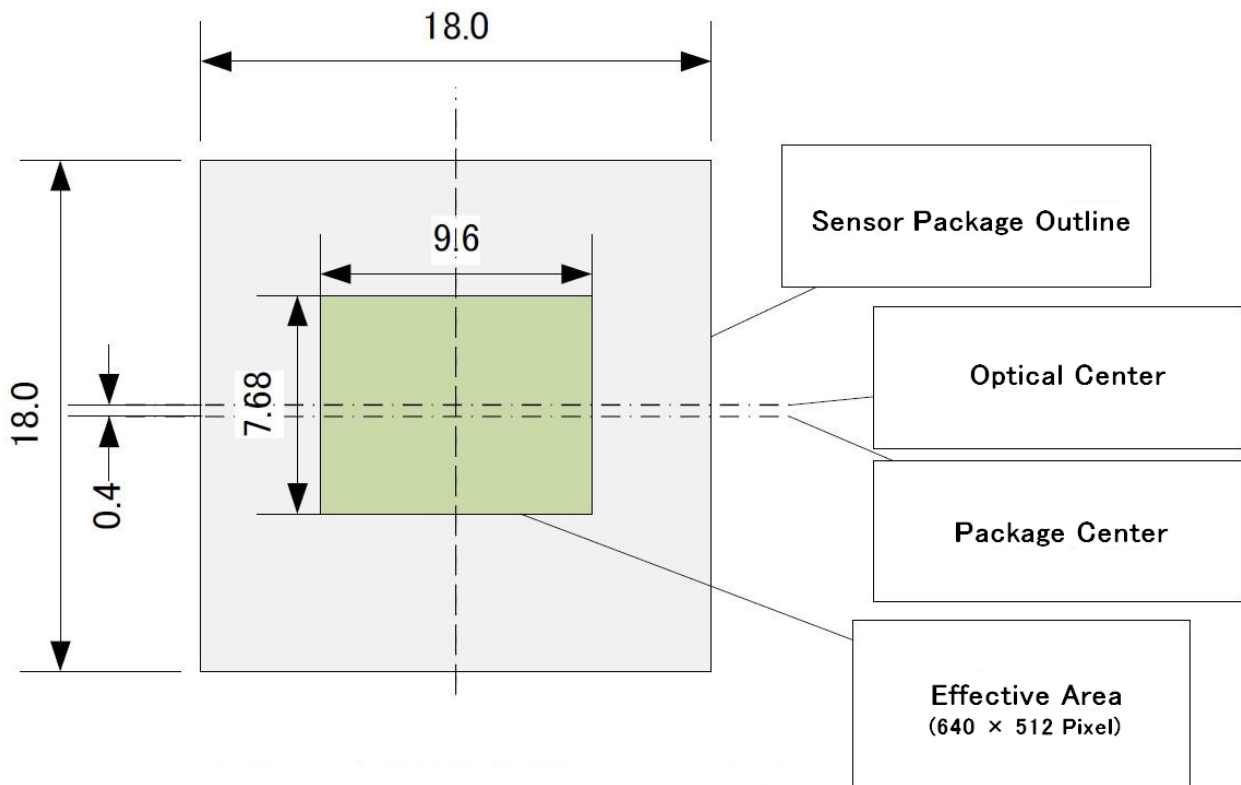 18.0
Sensor Package Outline
9.6
Optical Center
7.68
18.0
0.4
Package Center
Effective Area
(640 × 512 Pixel)